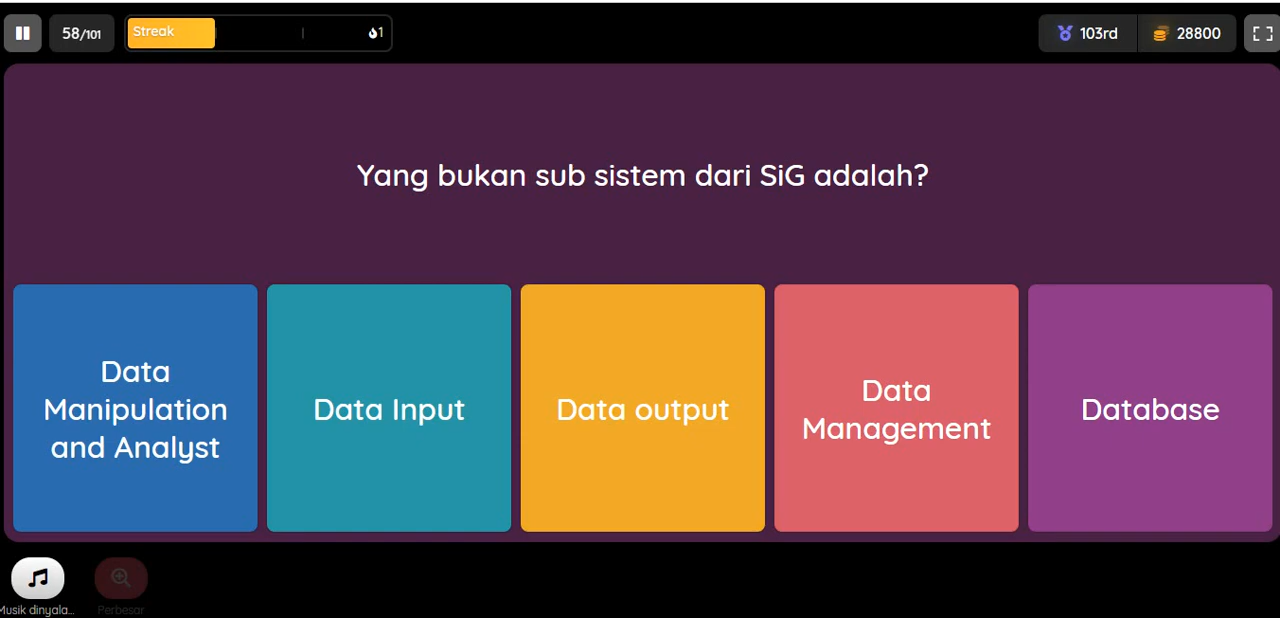 58/101
Streak
1
103rd
28800
Yang bukan sub sistem dari SiG adalah?
Data
Manipulation
and Analyst
Data Input
Data output
Data
Management
Database
Musik dinyala...
Perbesar